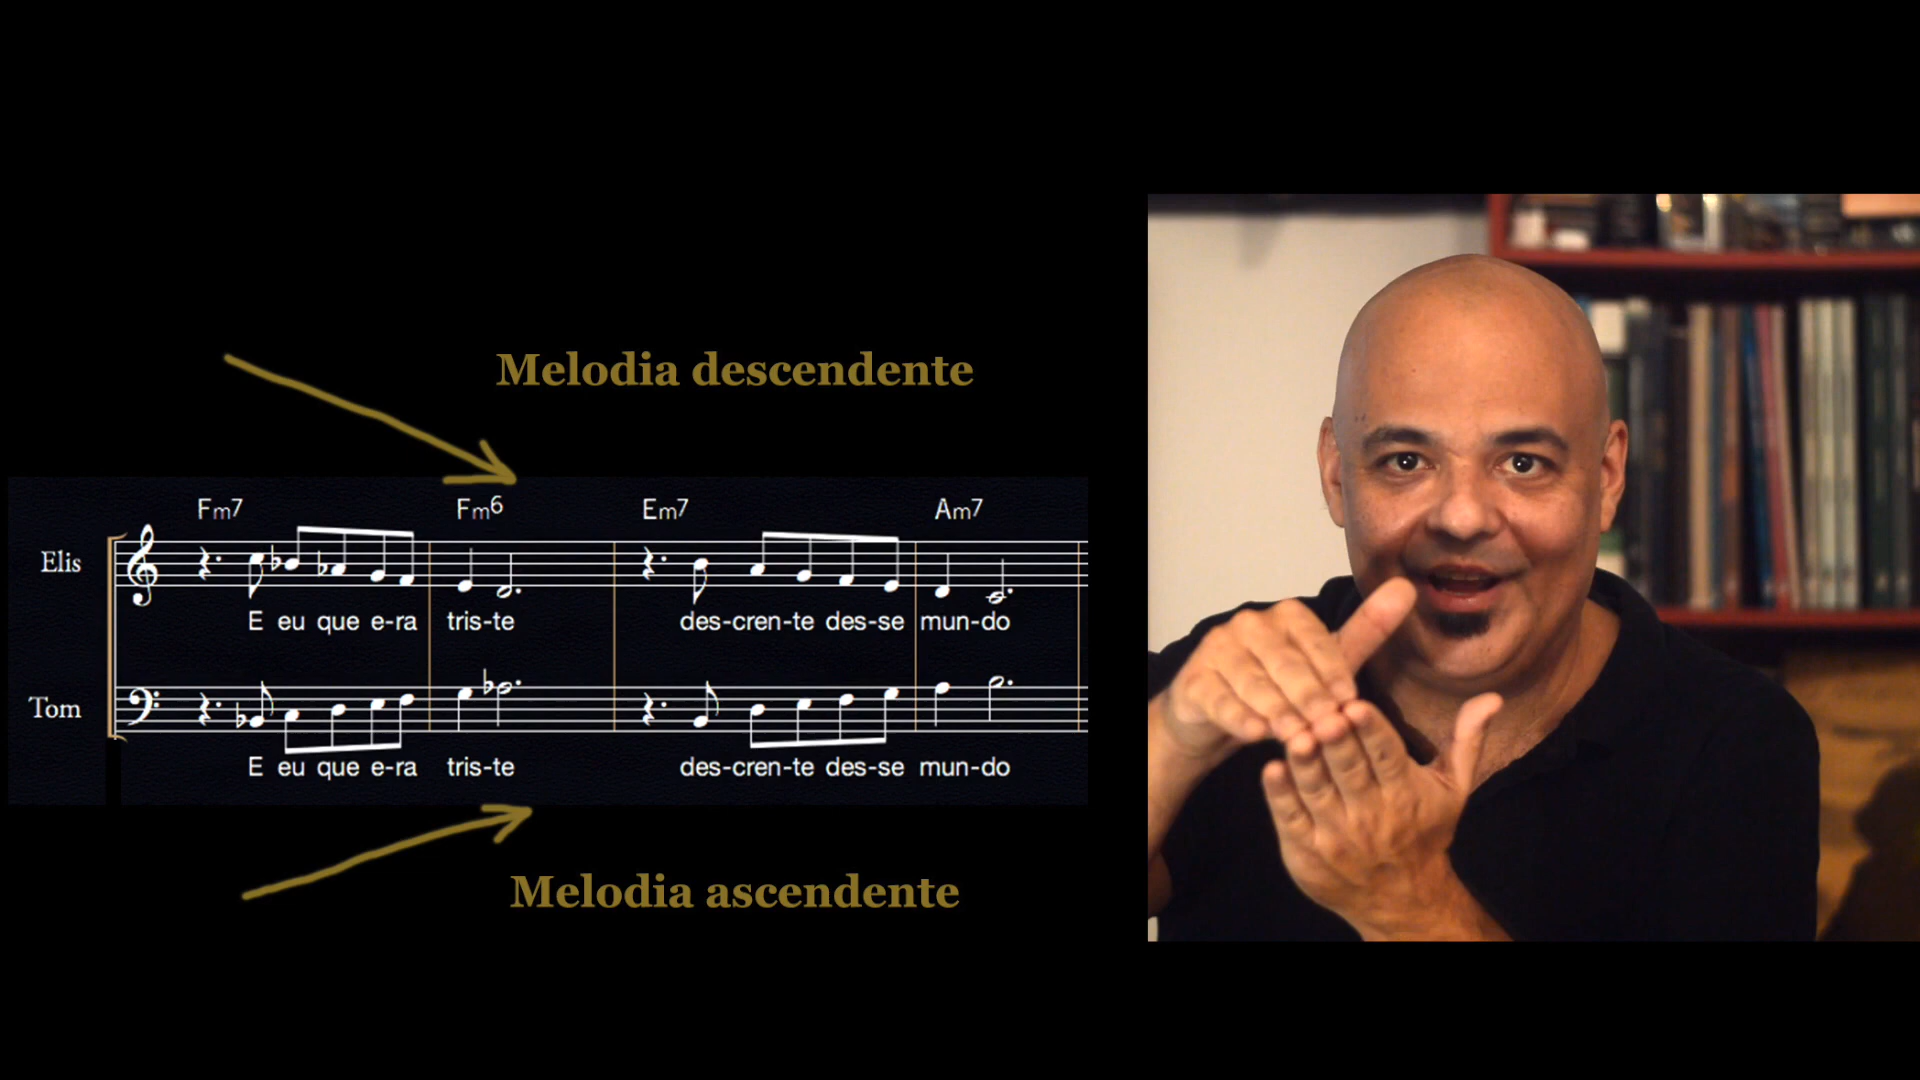 Melodia descendente
Fm7 Fm6 Em7 Am7
Elis
E eu que e-ra tris-te des-cren-te des-se mun-do
Tom
E eu que e-ra tris-te des-cren-te des-se mun-do
Melodia ascendente